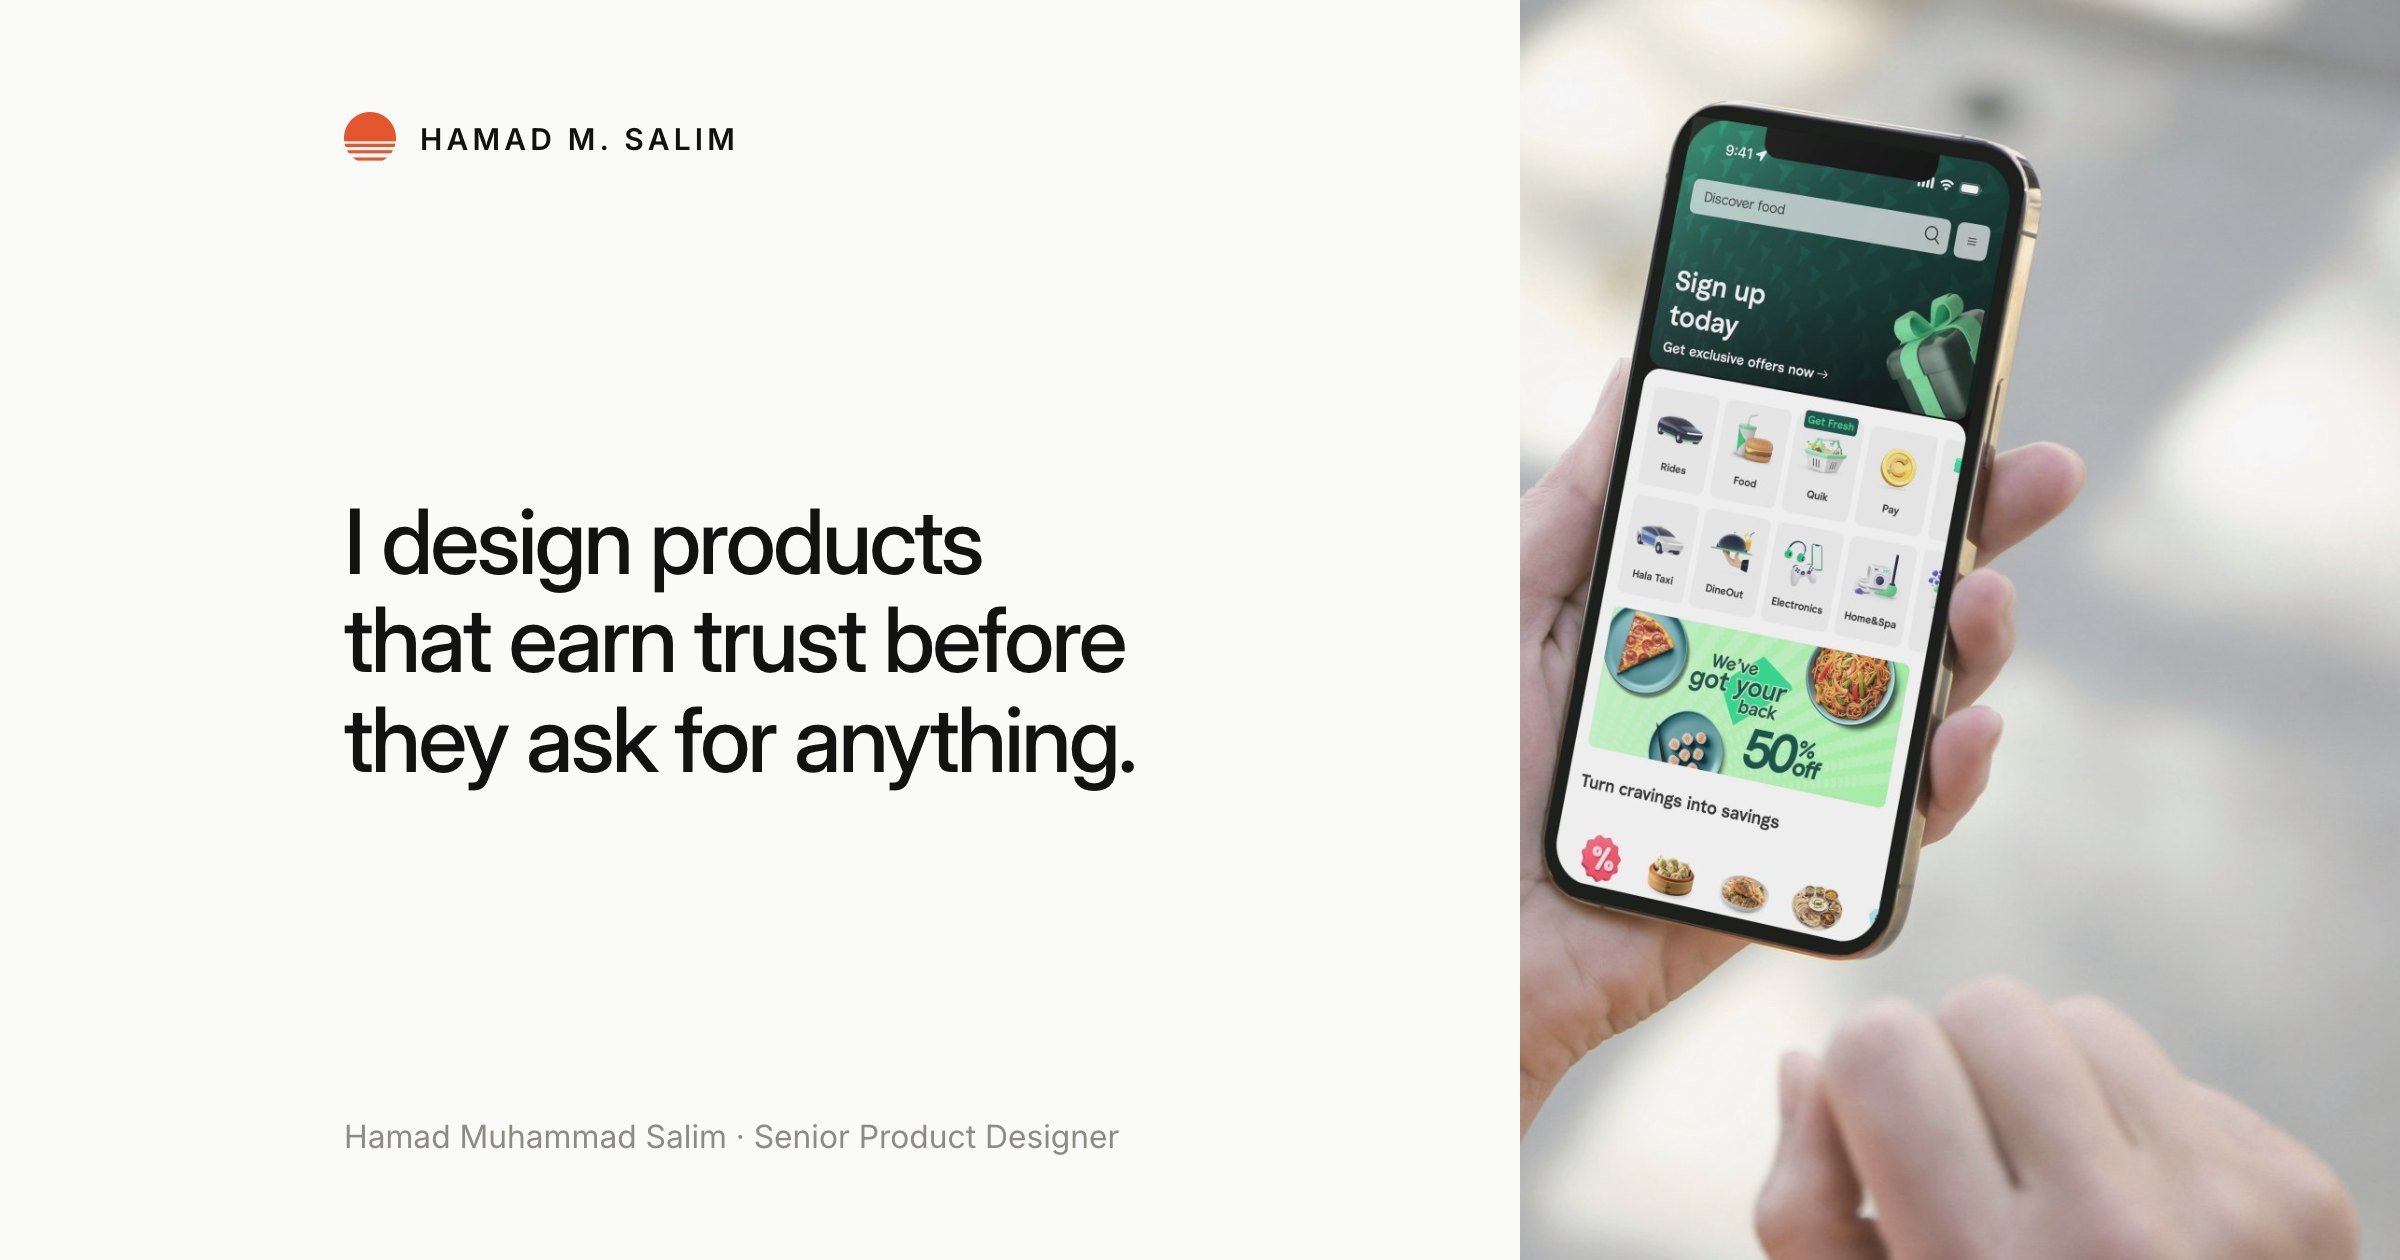 HAMAD M. SALIM
I design products
that earn trust before
they ask for anything.
Hamad Muhammad Salim · Senior Product Designer
9:41
Discover food
Sign up
today
Get exclusive offers now →
Get Fresh
Rides
Food
Quik
Pay
Hala Taxi
DineOut
Electronics
Home&Spa
We've
got your
back
50%
off
Turn cravings into savings
%